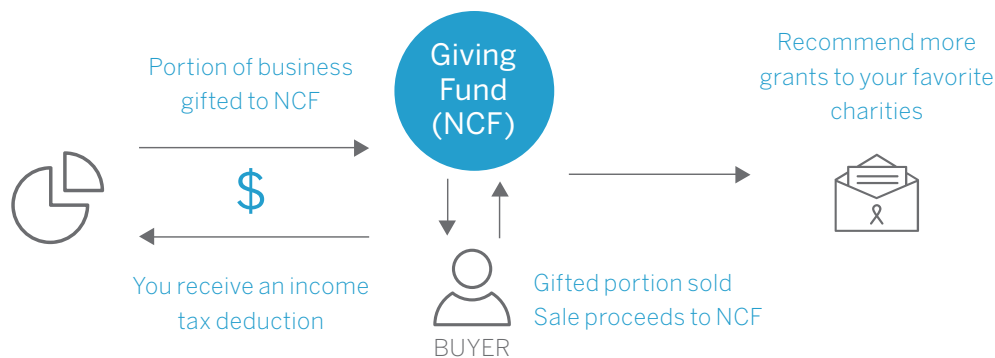 Portion of business
gifted to NCF
$
You receive an income
tax deduction
Giving
Fund
(NCF)
BUYER
Gifted portion sold
Sale proceeds to NCF
Recommend more
grants to your favorite
charities